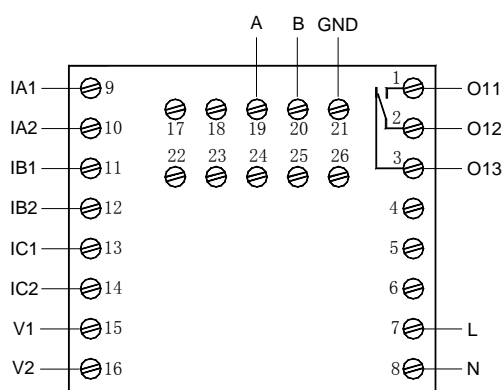 A B GND
IA1 9 1 O11
17 18 19 20 21
IA2 10 2 O12
22 23 24 25 26
IB1 11 3 O13
IB2 12 4
IC1 13 5
IC2 14 6
V1 15 7 L
V2 16 8 N